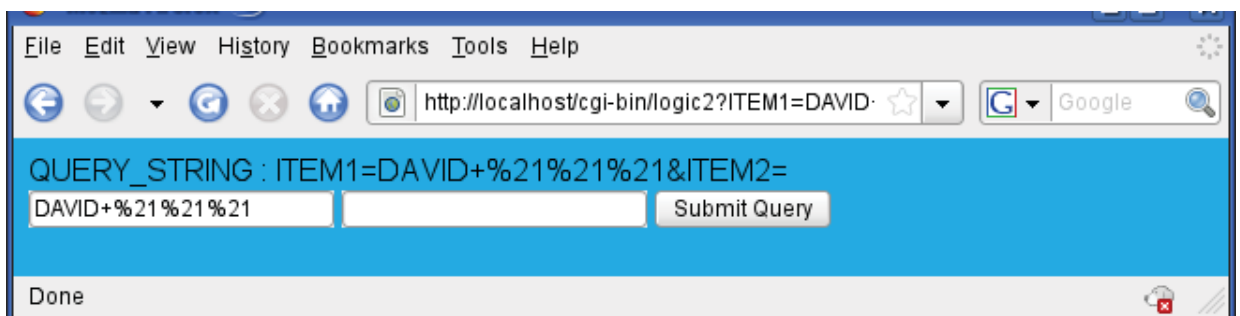 File Edit View History Bookmarks Tools Help
http://localhost/cgi-bin/logic2?ITEM1=DAVID G Google
QUERY_STRING : ITEM1=DAVID+%21%21%21&ITEM2=
DAVID+%21%21%21 Submit Query
Done